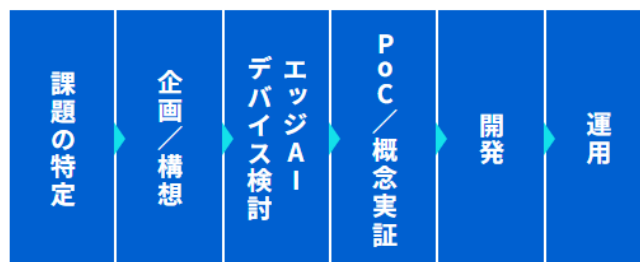 課題の特定
企画／構想
エッジAI
デバイス検討
PoC／概念実証
開発
運用